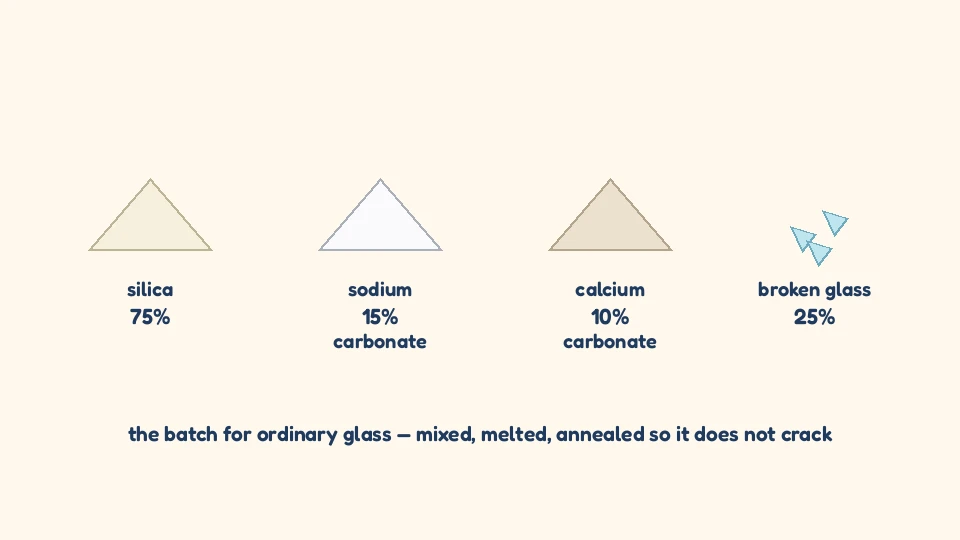 silica
75%
sodium
15%
carbonate
calcium
10%
carbonate
broken glass
25%
the batch for ordinary glass — mixed, melted, annealed so it does not crack